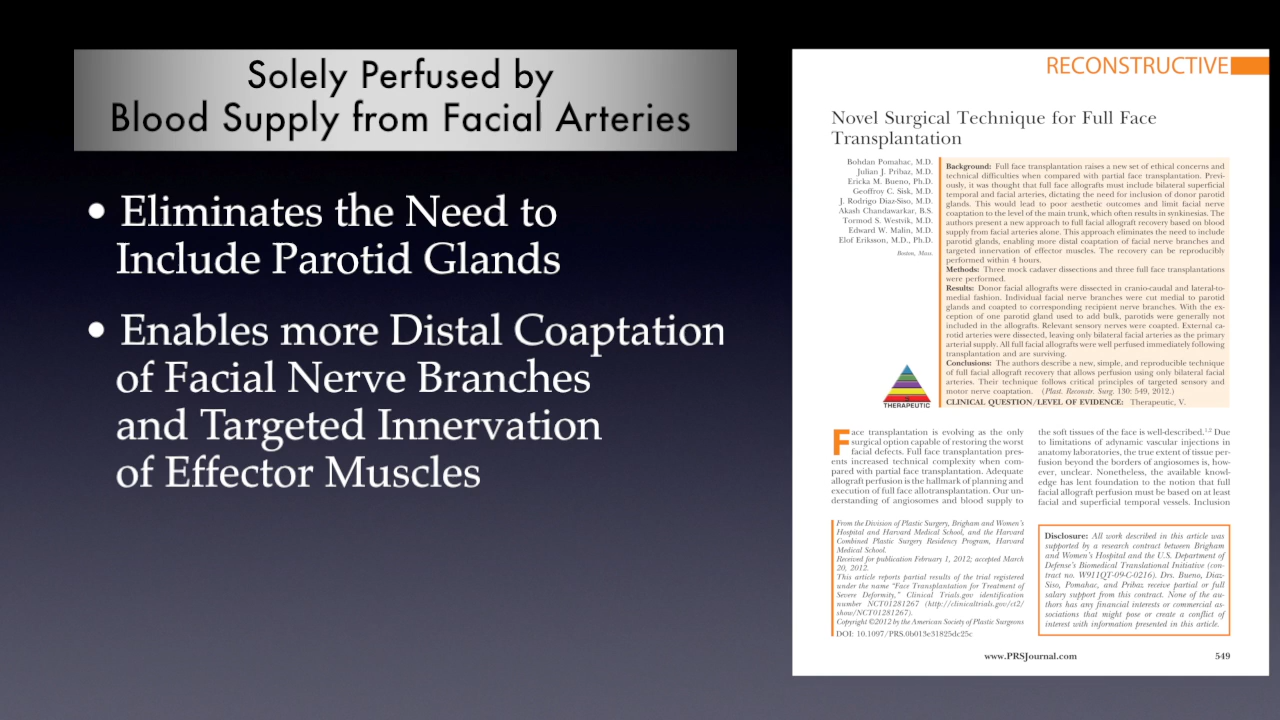 Solely Perfused by
Blood Supply from Facial Arteries
• Eliminates the Need to
Include Parotid Glands
• Enables more Distal Coaptation
of Facial Nerve Branches
and Targeted Innervation
of Effector Muscles
RECONSTRUCTIVE
Novel Surgical Technique for Full Face
Transplantation
Bohdan Pomahac, M.D.
Julian J. Pribaz, M.D.
Ericka M. Bueno, Ph.D.
Geoffroy C. Sisk, M.D.
J. Rodrigo Diaz-Siso, M.D.
Akash Chandawarkar, B.S.
Tormod S. Westvik, M.D.
Edward W. Malin, M.D.
Elof Eriksson, M.D., Ph.D.
Boston, Mass.
Background: Full face transplantation raises a new set of ethical concerns and
technical difficulties when compared with partial face transplantation. Previ-
ously, it was thought that full face allografts must include bilateral superficial
temporal and facial arteries, dictating the need for inclusion of donor parotid
glands. This would lead to poor aesthetic outcomes and limit facial nerve
coaptation to the level of the main trunk, which often results in synkinesias. The
authors present a new approach to full facial allograft recovery based on blood
supply from facial arteries alone. This approach eliminates the need to include
parotid glands, enabling more distal coaptation of facial nerve branches and
targeted innervation of effector muscles. The recovery can be reproducibly
performed within 4 hours.
Methods: Three mock cadaver dissections and three full face transplantations
were performed.
Results: Donor facial allografts were dissected in cranio-caudal and lateral-to-
medial fashion. Individual facial nerve branches were cut medial to parotid
glands and coapted to corresponding recipient nerve branches. With the ex-
ception of one parotid gland used to add bulk, parotids were generally not
included in the allografts. Relevant sensory nerves were coapted. External ca-
rotid arteries were dissected, leaving only bilateral facial arteries as the primary
arterial supply. All full facial allografts were well perfused immediately following
transplantation and are surviving.
Conclusions: The authors describe a new, simple, and reproducible technique
of full facial allograft recovery that allows perfusion using only bilateral facial
arteries. Their technique follows critical principles of targeted sensory and
motor nerve coaptation. (Plast. Reconstr. Surg. 130: 549, 2012.)
CLINICAL QUESTION/LEVEL OF EVIDENCE: Therapeutic, V.
THERAPEUTIC
Face transplantation is evolving as the only
surgical option capable of restoring the worst
facial defects. Full face transplantation pres-
ents increased technical complexity when com-
pared with partial face transplantation. Adequate
allograft perfusion is the hallmark of planning and
execution of full face allotransplantation. Our un-
derstanding of angiosomes and blood supply to
the soft tissues of the face is well-described.1,2 Due
to limitations of adynamic vascular injections in
anatomy laboratories, the true extent of tissue per-
fusion beyond the borders of angiosomes is, how-
ever, unclear. Nonetheless, the available knowl-
edge has lent foundation to the notion that full
facial allograft perfusion must be based on at least
facial and superficial temporal vessels. Inclusion
From the Division of Plastic Surgery, Brigham and Women's
Hospital and Harvard Medical School, and the Harvard
Combined Plastic Surgery Residency Program, Harvard
Medical School.
Received for publication February 1, 2012; accepted March
20, 2012.
This article reports partial results of the trial registered
under the name "Face Transplantation for Treatment of
Severe Deformity," Clinical Trials.gov identification
number NCT01281267 (http://clinicaltrials.gov/ct2/
show/NCT01281267).
Copyright ©2012 by the American Society of Plastic Surgeons
DOI: 10.1097/PRS.0b013e31825dc25c
Disclosure: All work described in this article was
supported by a research contract between Brigham
and Women's Hospital and the U.S. Department of
Defense's Biomedical Translational Initiative (con-
tract no. W911QT-09-C-0216). Drs. Bueno, Diaz-
Siso, Pomahac, and Pribaz receive partial or full
salary support from this contract. None of the au-
thors has any financial interests or commercial as-
sociations that might pose or create a conflict of
interest with information presented in this article.
www.PRSJournal.com
549